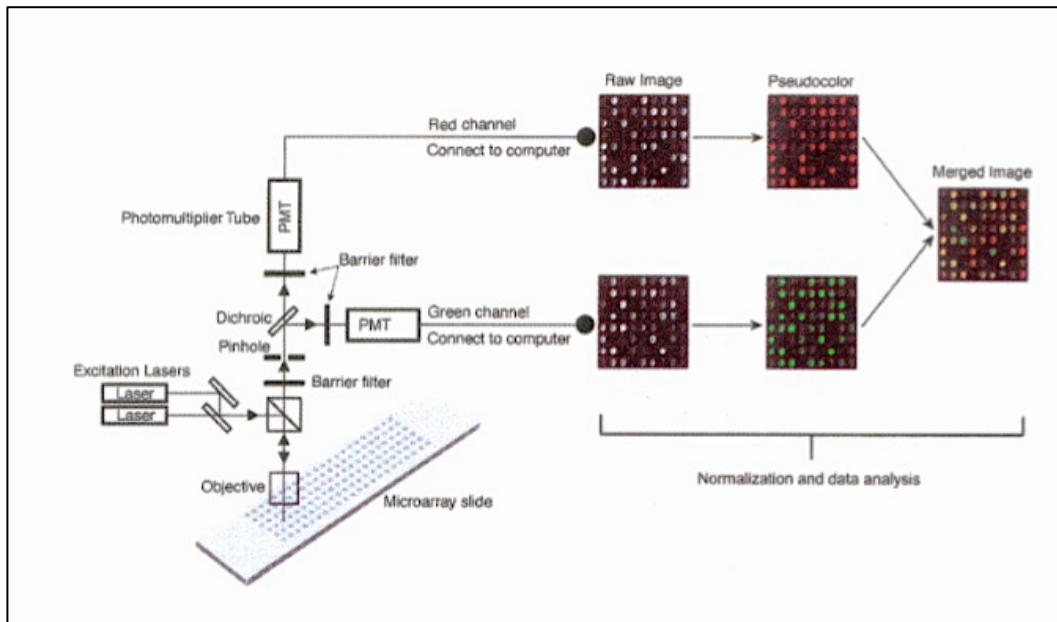 Raw Image
Pseudocolor
Red channel
Connect to computer
Merged Image
Photomultiplier Tube
PMT
Barrier filter
Dichroic
PMT
Green channel
Connect to computer
Pinhole
Excitation Lasers
Barrier filter
Laser
Laser
Objective
Microarray slide
Normalization and data analysis